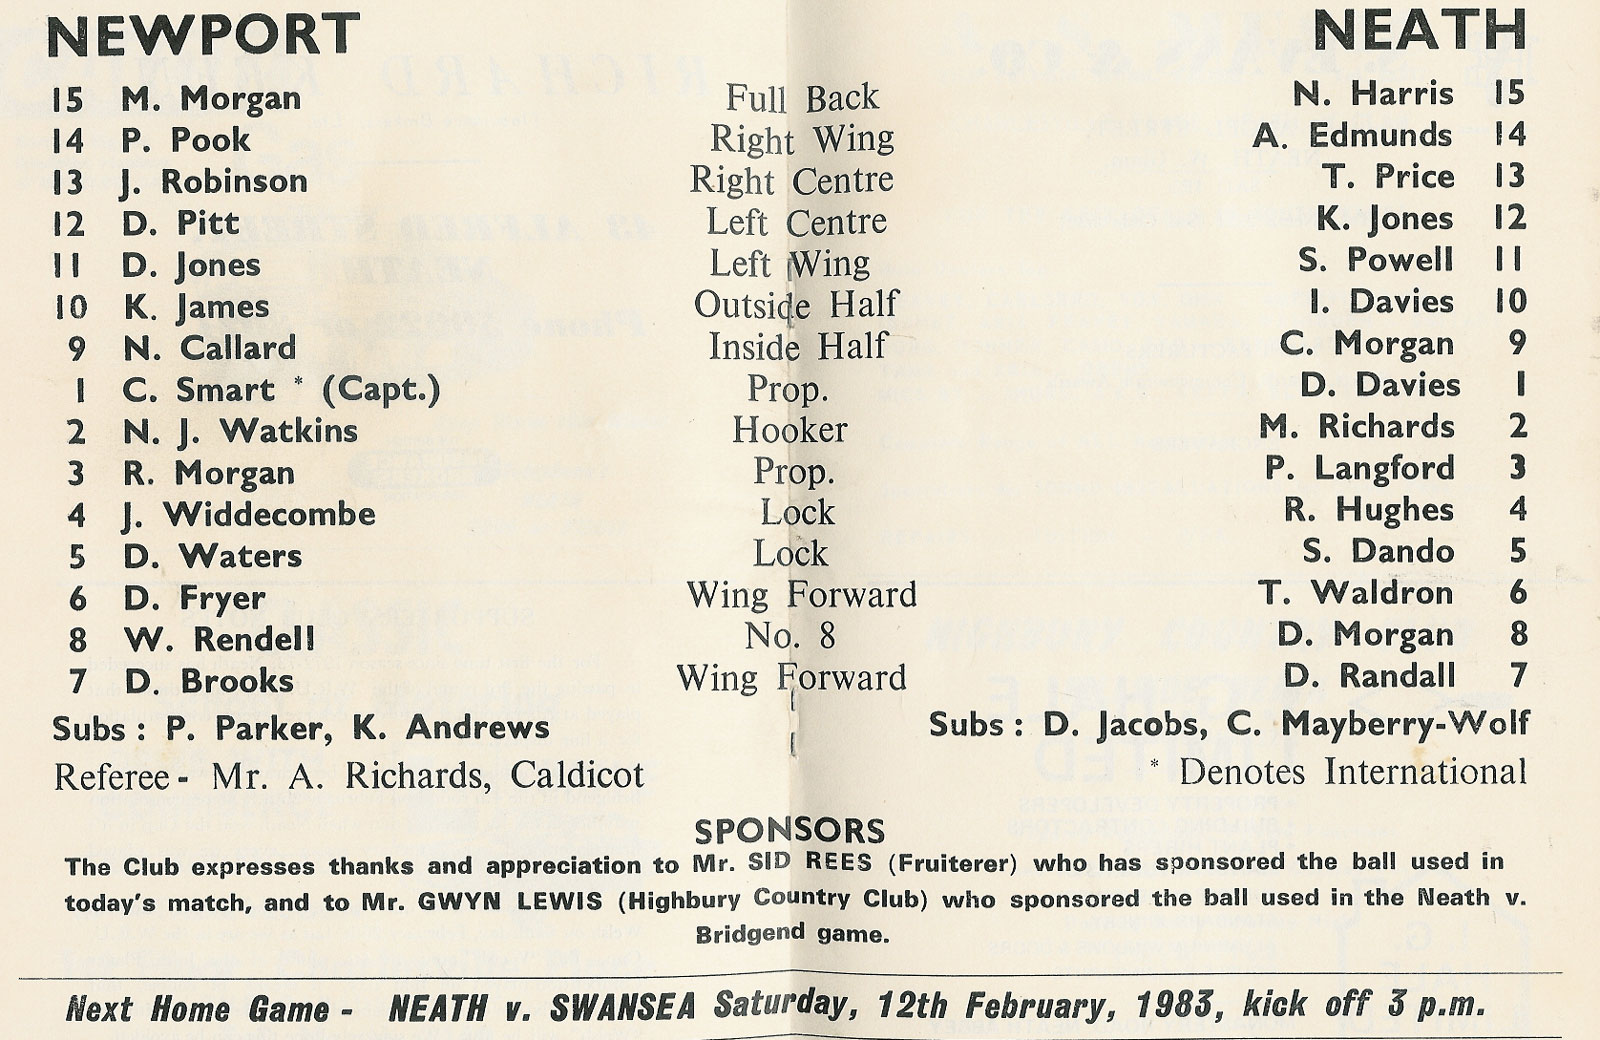 NEWPORT NEATH
15 M. Morgan Full Back N. Harris 15
14 P. Pook Right Wing A. Edmunds 14
13 J. Robinson Right Centre T. Price 13
12 D. Pitt Left Centre K. Jones 12
11 D. Jones Left Wing S. Powell 11
10 K. James Outside Half I. Davies 10
9 N. Callard Inside Half C. Morgan 9
1 C. Smart * (Capt.) Prop. D. Davies 1
2 N. J. Watkins Hooker M. Richards 2
3 R. Morgan Prop. P. Langford 3
4 J. Widdecombe Lock R. Hughes 4
5 D. Waters Lock S. Dando 5
6 D. Fryer Wing Forward T. Waldron 6
8 W. Rendell No. 8 D. Morgan 8
7 D. Brooks Wing Forward D. Randall 7
Subs : P. Parker, K. Andrews Subs : D. Jacobs, C. Mayberry-Wolf
Referee - Mr. A. Richards, Caldicot * Denotes International
SPONSORS
The Club expresses thanks and appreciation to Mr. SID REES (Fruiterer) who has sponsored the ball used in
today's match, and to Mr. GWYN LEWIS (Highbury Country Club) who sponsored the ball used in the Neath v.
Bridgend game.
Next Home Game - NEATH v. SWANSEA Saturday, 12th February, 1983, kick off 3 p.m.